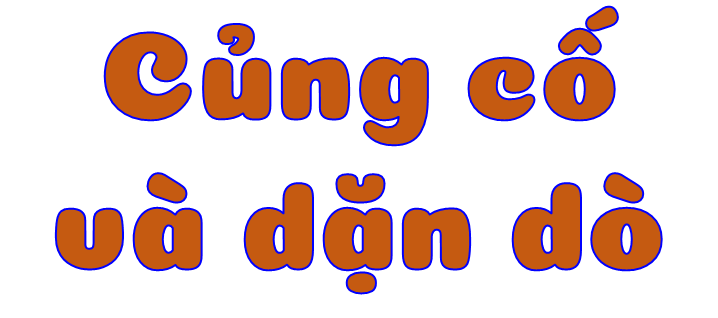 Củng cố
và dặn dò